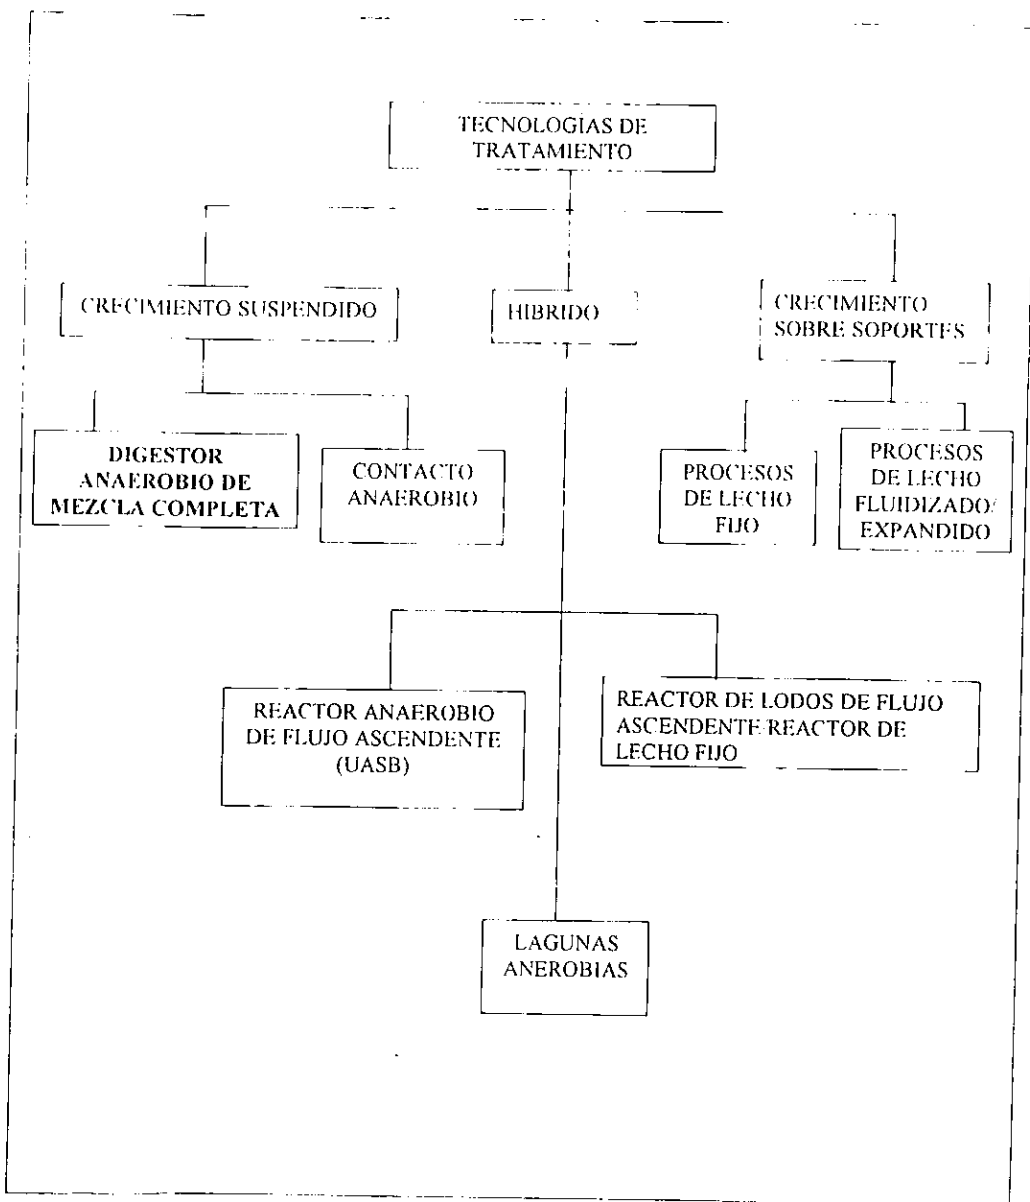 TECNOLOGIAS DE
TRATAMIENTO
CRECIMIENTO SUSPENDIDO
HIBRIDO
CRECIMIENTO
SOBRE SOPORTES
DIGESTOR
ANAEROBIO DE
MEZCLA COMPLETA
CONTACTO
ANAEROBIO
PROCESOS
DE LECHO
FIJO
PROCESOS
DE LECHO
FLUIDIZADO/
EXPANDIDO
REACTOR ANAEROBIO
DE FLUJO ASCENDENTE
(UASB)
REACTOR DE LODOS DE FLUJO
ASCENDENTE/REACTOR DE
LECHO FIJO
LAGUNAS
ANEROBIAS